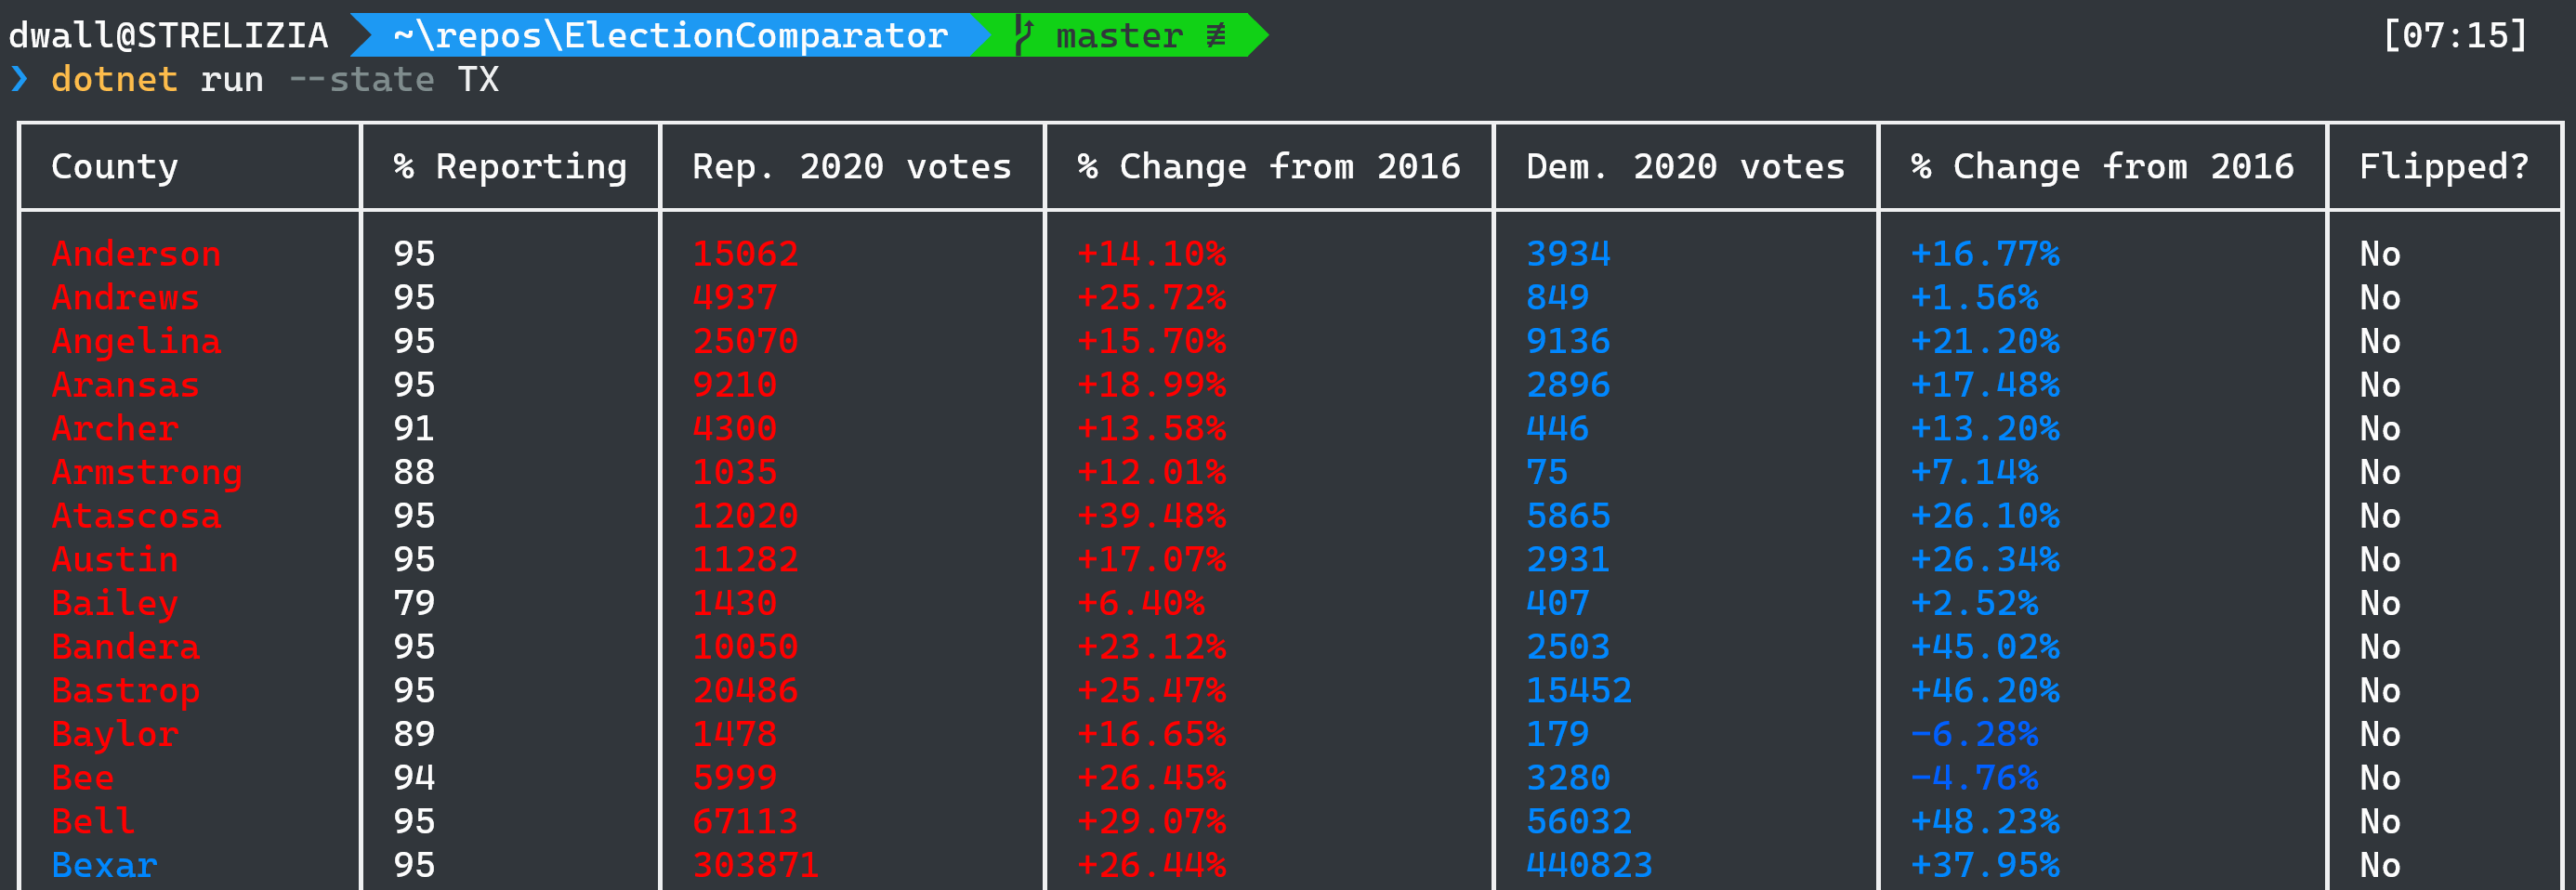 dwall@STRELIZIA ~\repos\ElectionComparator master ≢ [07:15]
❯ dotnet run --state TX
County % Reporting Rep. 2020 votes % Change from 2016 Dem. 2020 votes % Change from 2016 Flipped?
Anderson 95 15062 +14.10% 3934 +16.77% No
Andrews 95 4937 +25.72% 849 +1.56% No
Angelina 95 25070 +15.70% 9136 +21.20% No
Aransas 95 9210 +18.99% 2896 +17.48% No
Archer 91 4300 +13.58% 446 +13.20% No
Armstrong 88 1035 +12.01% 75 +7.14% No
Atascosa 95 12020 +39.48% 5865 +26.10% No
Austin 95 11282 +17.07% 2931 +26.34% No
Bailey 79 1430 +6.40% 407 +2.52% No
Bandera 95 10050 +23.12% 2503 +45.02% No
Bastrop 95 20486 +25.47% 15452 +46.20% No
Baylor 89 1478 +16.65% 179 -6.28% No
Bee 94 5999 +26.45% 3280 -4.76% No
Bell 95 67113 +29.07% 56032 +48.23% No
Bexar 95 303871 +26.44% 440823 +37.95% No